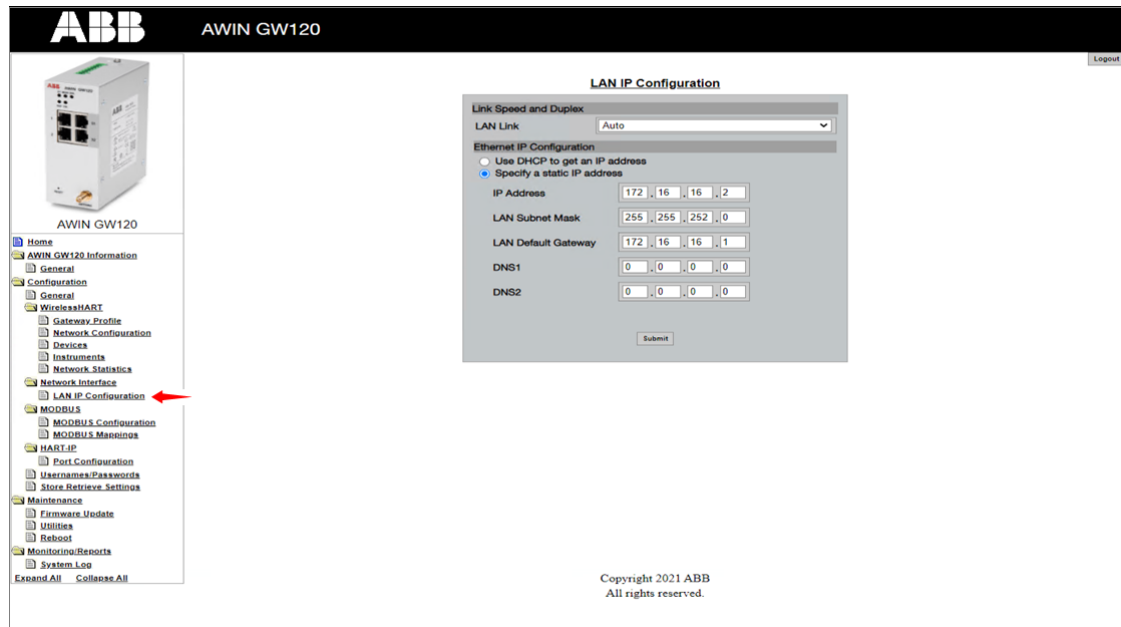 ABB
AWIN GW120
Logout
AWIN GW120
Home
AWIN GW120 Information
General
Configuration
General
WirelessHART
Gateway Profile
Network Configuration
Devices
Instruments
Network Statistics
Network Interface
LAN IP Configuration
MODBUS
MODBUS Configuration
MODBUS Mappings
HART-IP
Port Configuration
Usernames/Passwords
Store Retrieve Settings
Maintenance
Firmware Update
Utilities
Reboot
Monitoring/Reports
System Log
Expand All Collapse All
LAN IP Configuration
Link Speed and Duplex
LAN Link Auto
Ethernet IP Configuration
Use DHCP to get an IP address
Specify a static IP address
IP Address 172 . 16 . 16 . 2
LAN Subnet Mask 255 . 255 . 252 . 0
LAN Default Gateway 172 . 16 . 16 . 1
DNS1 0 . 0 . 0 . 0
DNS2 0 . 0 . 0 . 0
Submit
Copyright 2021 ABB
All rights reserved.